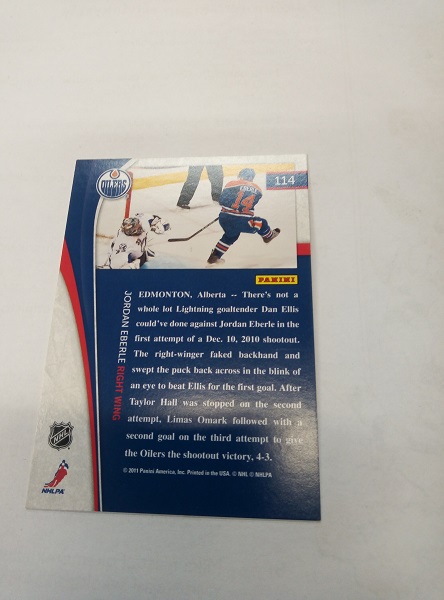 OILERS
114
EBERLE
14
PANINI
JORDAN EBERLE RIGHT WING
EDMONTON, Alberta -- There's not a
whole lot Lightning goaltender Dan Ellis
could've done against Jordan Eberle in the
first attempt of a Dec. 10, 2010 shootout.
The right-winger faked backhand and
swept the puck back across in the blink of
an eye to beat Ellis for the first goal. After
Taylor Hall was stopped on the second
attempt, Limas Omark followed with a
second goal on the third attempt to give
the Oilers the shootout victory, 4-3.
NHL
NHLPA
© 2011 Panini America, Inc. Printed in the USA. © NHL © NHLPA